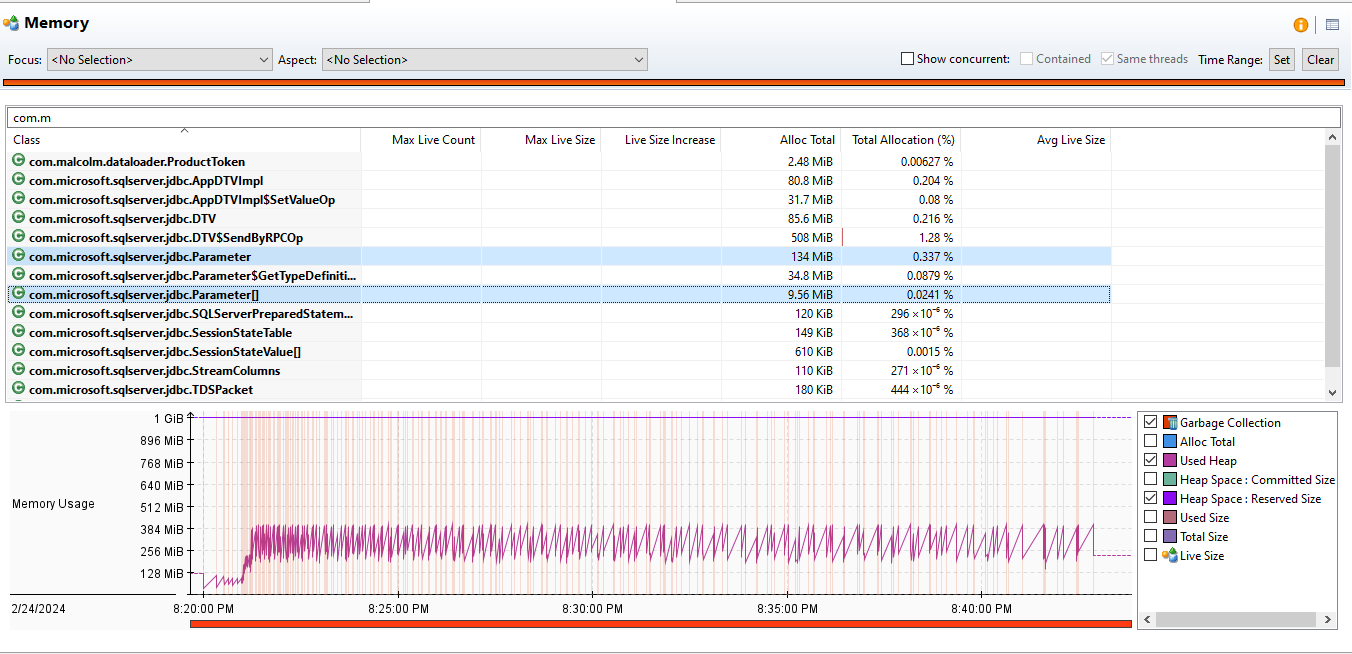 Memory
Focus: <No Selection> Aspect: <No Selection> Show concurrent: Contained Same threads Time Range: Set Clear
com.m
Class Max Live Count Max Live Size Live Size Increase Alloc Total Total Allocation (%) Avg Live Size
com.malcolm.dataloader.ProductToken 2.48 MiB 0.00627 %
com.microsoft.sqlserver.jdbc.AppDTVImpl 80.8 MiB 0.204 %
com.microsoft.sqlserver.jdbc.AppDTVImpl$SetValueOp 31.7 MiB 0.08 %
com.microsoft.sqlserver.jdbc.DTV 85.6 MiB 0.216 %
com.microsoft.sqlserver.jdbc.DTV$SendByRPCOp 508 MiB 1.28 %
com.microsoft.sqlserver.jdbc.Parameter 134 MiB 0.337 %
com.microsoft.sqlserver.jdbc.Parameter$GetTypeDefiniti... 34.8 MiB 0.0879 %
com.microsoft.sqlserver.jdbc.Parameter[] 9.56 MiB 0.0241 %
com.microsoft.sqlserver.jdbc.SQLServerPreparedStatem... 120 KiB 296 ×10⁻⁶ %
com.microsoft.sqlserver.jdbc.SessionStateTable 149 KiB 368 ×10⁻⁶ %
com.microsoft.sqlserver.jdbc.SessionStateValue[] 610 KiB 0.0015 %
com.microsoft.sqlserver.jdbc.StreamColumns 110 KiB 271 ×10⁻⁶ %
com.microsoft.sqlserver.jdbc.TDSPacket 180 KiB 444 ×10⁻⁶ %
1 GiB
896 MiB
768 MiB
640 MiB
512 MiB
384 MiB
256 MiB
128 MiB
Memory Usage
2/24/2024 8:20:00 PM 8:25:00 PM 8:30:00 PM 8:35:00 PM 8:40:00 PM
Garbage Collection
Alloc Total
Used Heap
Heap Space : Committed Size
Heap Space : Reserved Size
Used Size
Total Size
Live Size